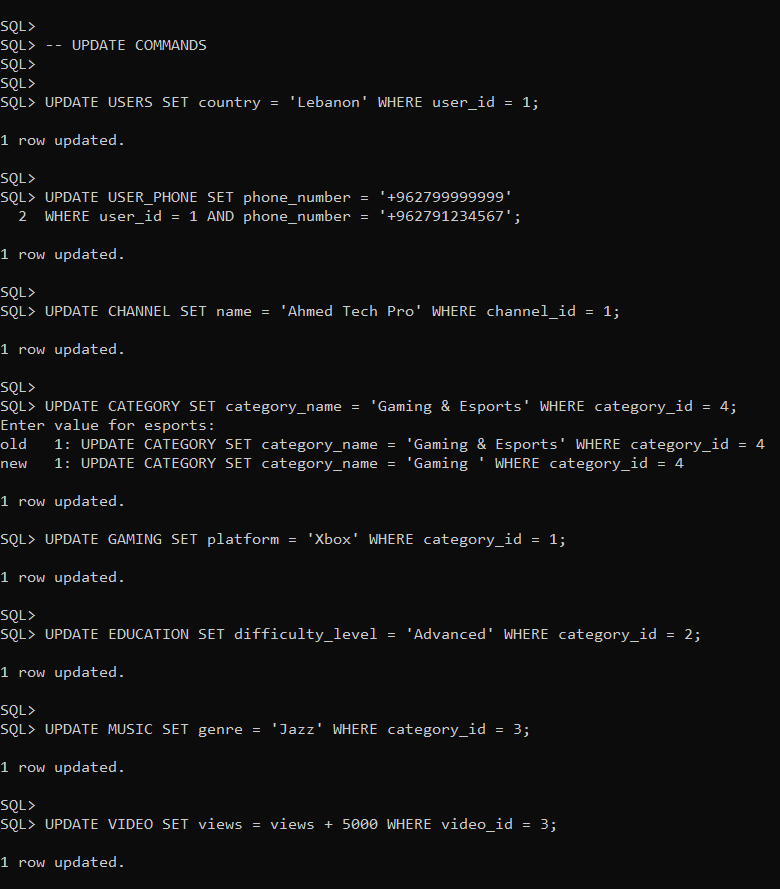 SQL>
SQL> -- UPDATE COMMANDS
SQL>
SQL>
SQL> UPDATE USERS SET country = 'Lebanon' WHERE user_id = 1;
1 row updated.
SQL>
SQL> UPDATE USER_PHONE SET phone_number = '+962799999999'
  2  WHERE user_id = 1 AND phone_number = '+962791234567';
1 row updated.
SQL>
SQL> UPDATE CHANNEL SET name = 'Ahmed Tech Pro' WHERE channel_id = 1;
1 row updated.
SQL>
SQL> UPDATE CATEGORY SET category_name = 'Gaming & Esports' WHERE category_id = 4;
Enter value for esports:
old   1: UPDATE CATEGORY SET category_name = 'Gaming & Esports' WHERE category_id = 4
new   1: UPDATE CATEGORY SET category_name = 'Gaming ' WHERE category_id = 4
1 row updated.
SQL> UPDATE GAMING SET platform = 'Xbox' WHERE category_id = 1;
1 row updated.
SQL>
SQL> UPDATE EDUCATION SET difficulty_level = 'Advanced' WHERE category_id = 2;
1 row updated.
SQL>
SQL> UPDATE MUSIC SET genre = 'Jazz' WHERE category_id = 3;
1 row updated.
SQL>
SQL> UPDATE VIDEO SET views = views + 5000 WHERE video_id = 3;
1 row updated.